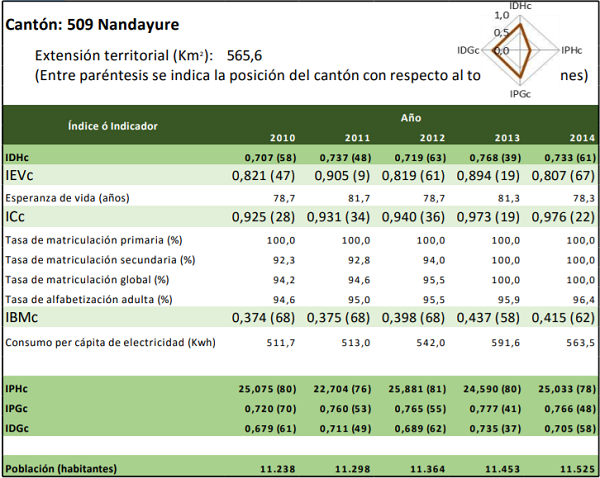 Cantón: 509 Nandayure
Extensión territorial (Km²): 565,6
(Entre paréntesis se indica la posición del cantón con respecto al to nes)
IDHc
1,0
0,5
IDGc 0,0 IPHc
IPGc
Índice ó Indicador Año
2010 2011 2012 2013 2014
IDHc 0,707 (58) 0,737 (48) 0,719 (63) 0,768 (39) 0,733 (61)
IEVc 0,821 (47) 0,905 (9) 0,819 (61) 0,894 (19) 0,807 (67)
Esperanza de vida (años) 78,7 81,7 78,7 81,3 78,3
ICc 0,925 (28) 0,931 (34) 0,940 (36) 0,973 (19) 0,976 (22)
Tasa de matriculación primaria (%) 100,0 100,0 100,0 100,0 100,0
Tasa de matriculación secundaria (%) 92,3 92,8 94,0 100,0 100,0
Tasa de matriculación global (%) 94,2 94,6 95,5 100,0 100,0
Tasa de alfabetización adulta (%) 94,6 95,0 95,5 95,9 96,4
IBMc 0,374 (68) 0,375 (68) 0,398 (68) 0,437 (58) 0,415 (62)
Consumo per cápita de electricidad (Kwh) 511,7 513,0 542,0 591,6 563,5
IPHc 25,075 (80) 22,704 (76) 25,881 (81) 24,590 (80) 25,033 (78)
IPGc 0,720 (70) 0,760 (53) 0,765 (55) 0,777 (41) 0,766 (48)
IDGc 0,679 (61) 0,711 (49) 0,689 (62) 0,735 (37) 0,705 (58)
Población (habitantes) 11.238 11.298 11.364 11.453 11.525